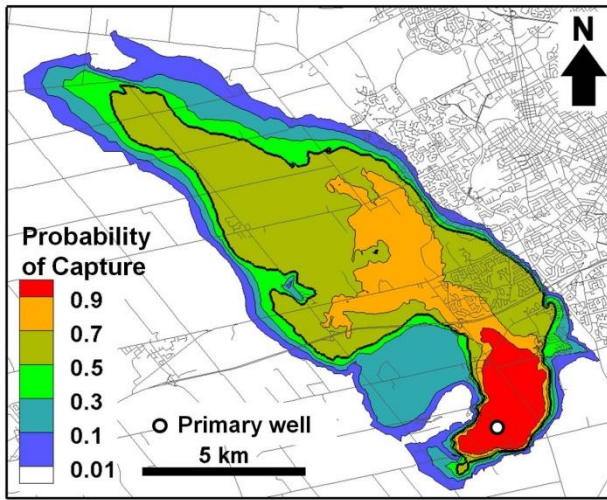 N
Probability
of Capture
0.9
0.7
0.5
0.3
0.1
0.01
Primary well
5 km